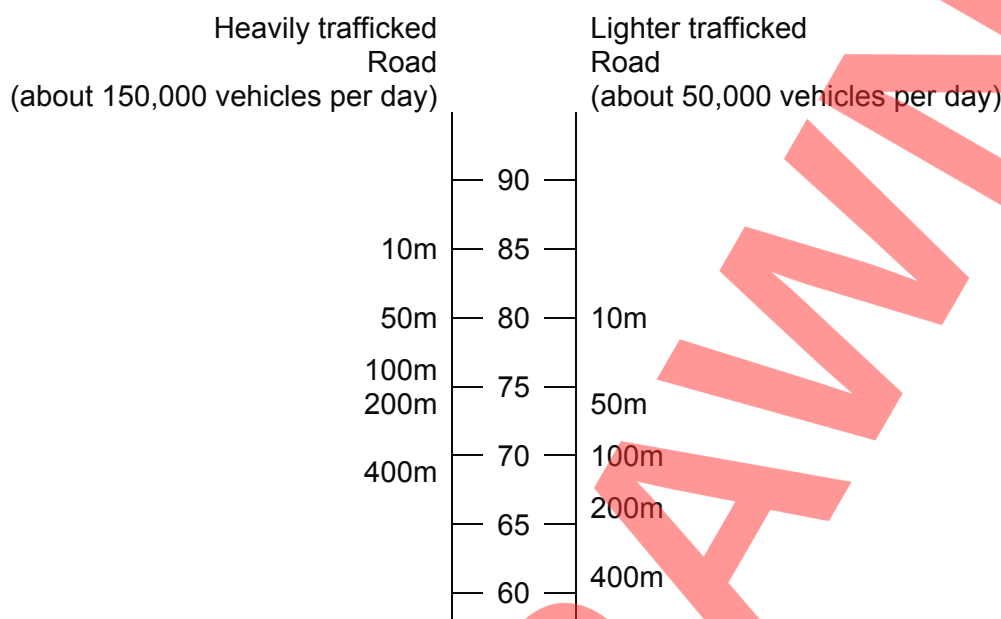 Heavily trafficked
Road
(about 150,000 vehicles per day)
Lighter trafficked
Road
(about 50,000 vehicles per day)
90
10m 85
50m 80 10m
100m
75
200m 50m
70 100m
400m
200m
65
400m
60